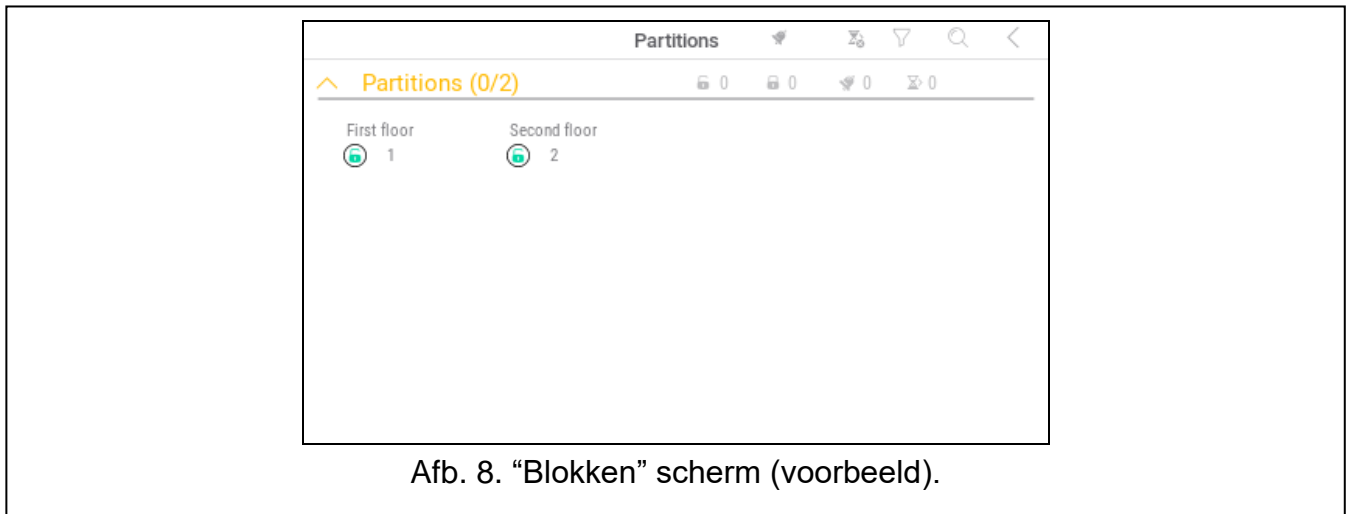 Partitions
Partitions (0/2) 0 0 0 0
First floor Second floor
1 2
Afb. 8. “Blokken” scherm (voorbeeld).